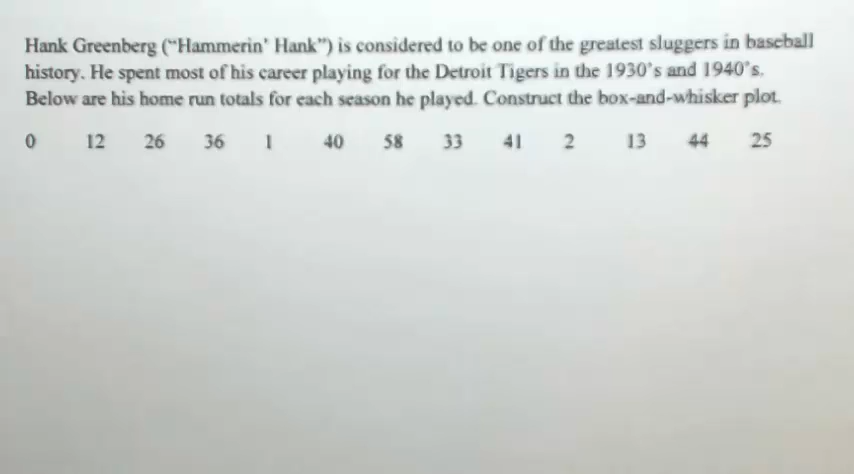 Hank Greenberg (“Hammerin’ Hank”) is considered to be one of the greatest sluggers in baseball
history. He spent most of his career playing for the Detroit Tigers in the 1930’s and 1940’s.
Below are his home run totals for each season he played. Construct the box-and-whisker plot.
0 12 26 36 1 40 58 33 41 2 13 44 25